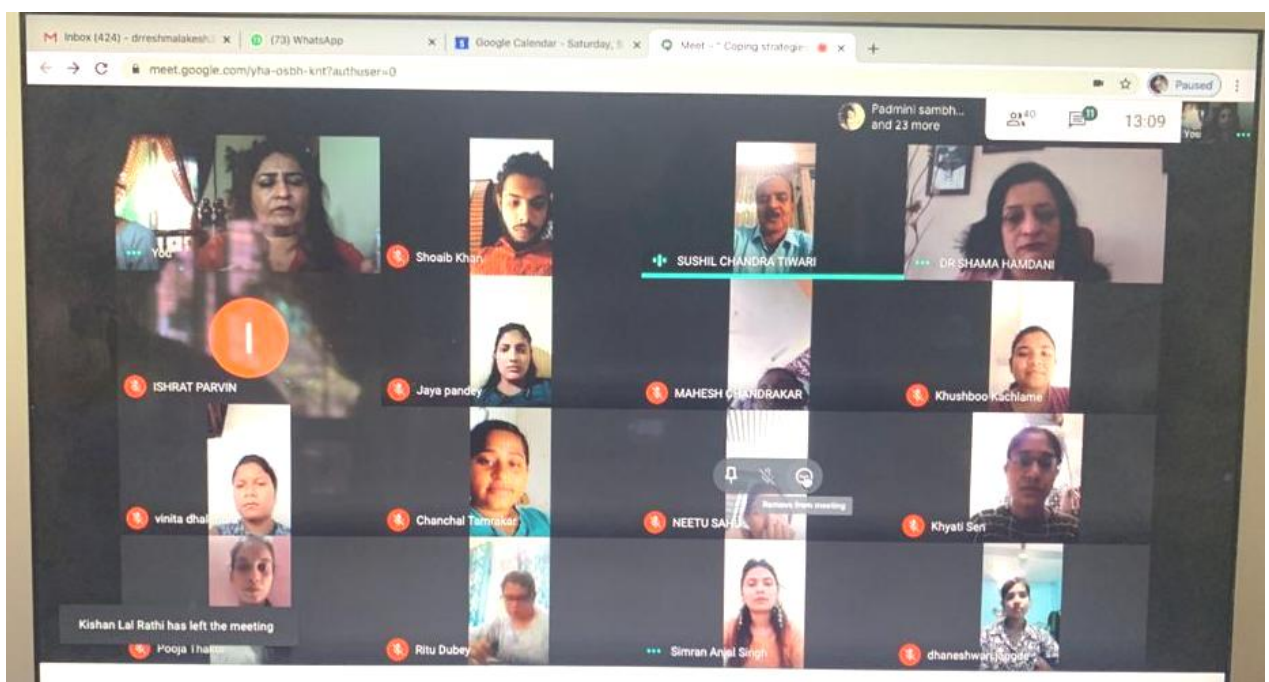 Inbox (424) - drreshmalakesh
(73) WhatsApp
Google Calendar - Saturday, S
Meet - " Coping strategies
meet.google.com/yha-osbh-knt?authuser=0
Paused
Padmini sambh...
and 23 more
40
11
13:09
You
You
Shoaib Khan
SUSHIL CHANDRA TIWARI
DR SHAMA HAMDANI
I
ISHRAT PARVIN
Jaya pandey
MAHESH CHANDRAKAR
Khushboo Kachlame
vinita dhal
Chanchal Tamrakar
NEETU SAHU
Remove from meeting
Khyati Sen
Kishan Lal Rathi has left the meeting
Pooja Thakur
Ritu Dubey
Simran Anjel Singh
dhaneshwari